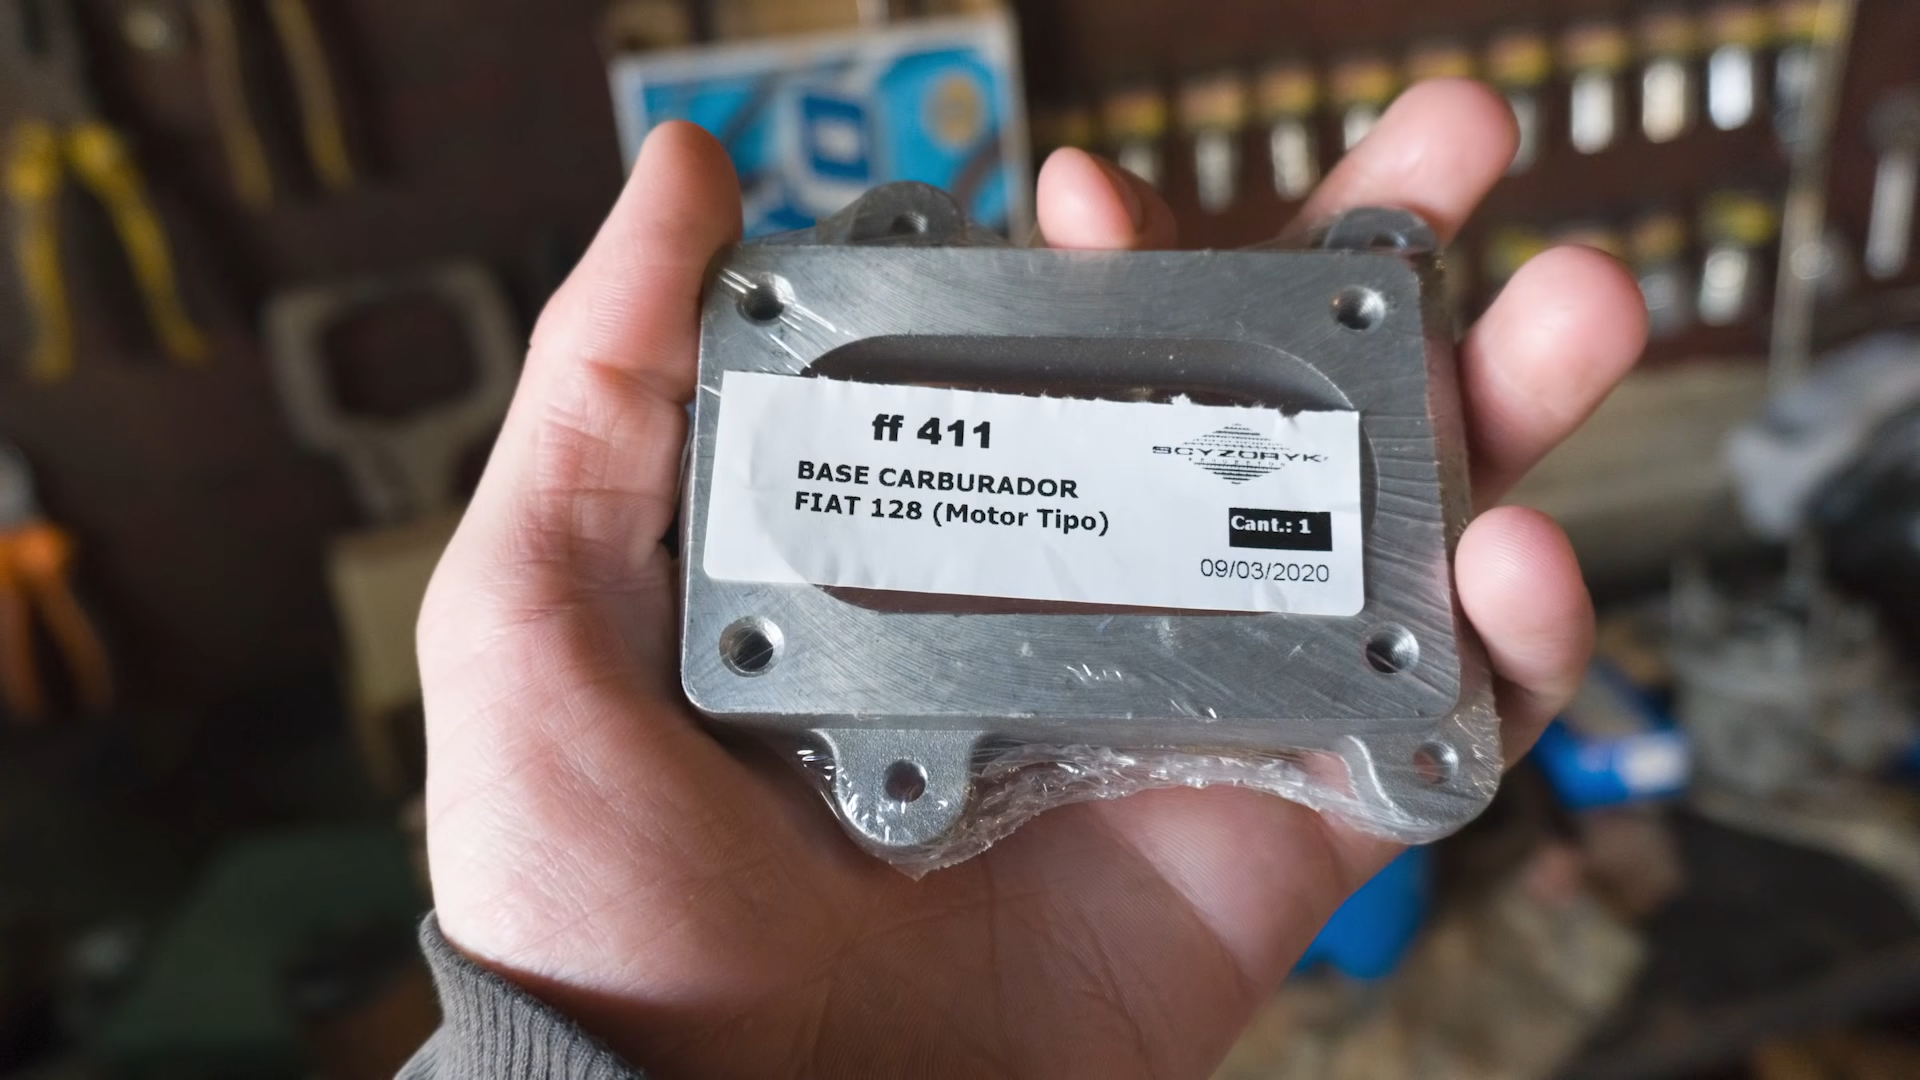 ff 411
SCYZORYK
BASE CARBURADOR
FIAT 128 (Motor Tipo)
Cant.: 1
09/03/2020